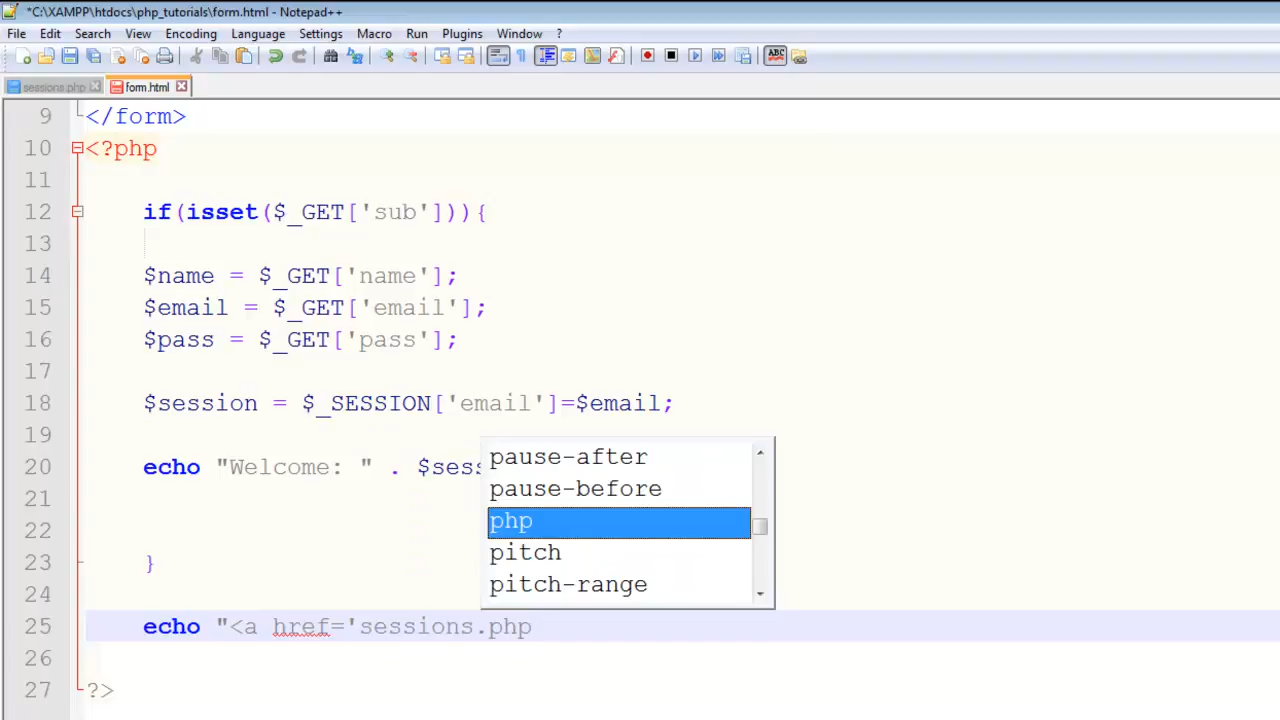 *C:\XAMPP\htdocs\php_tutorials\form.html - Notepad++
File Edit Search View Encoding Language Settings Macro Run Plugins Window ?
ABC
sessions.php form.html
9 </form>
10 <?php
11
12 if(isset($_GET['sub'])){
13
14 $name = $_GET['name'];
15 $email = $_GET['email'];
16 $pass = $_GET['pass'];
17
18 $session = $_SESSION['email']=$email;
19
pause-after
20 echo "Welcome: " . $sess
pause-before
21
php
22
pitch
23 }
pitch-range
24
25 echo "<a href='sessions.php
26
27 ?>